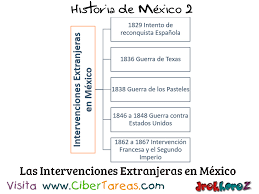 Historia de México 2
Intervenciones Extranjeras
en México
1829 Intento de
reconquista Española
1836 Guerra de Texas
1838 Guerra de los Pasteles
1846 a 1848 Guerra contra
Estados Unidos
1862 a 1867 Intervención
Francesa y el Segundo
Imperio
Las Intervenciones Extranjeras en México
Visita www.CiberTareas.com